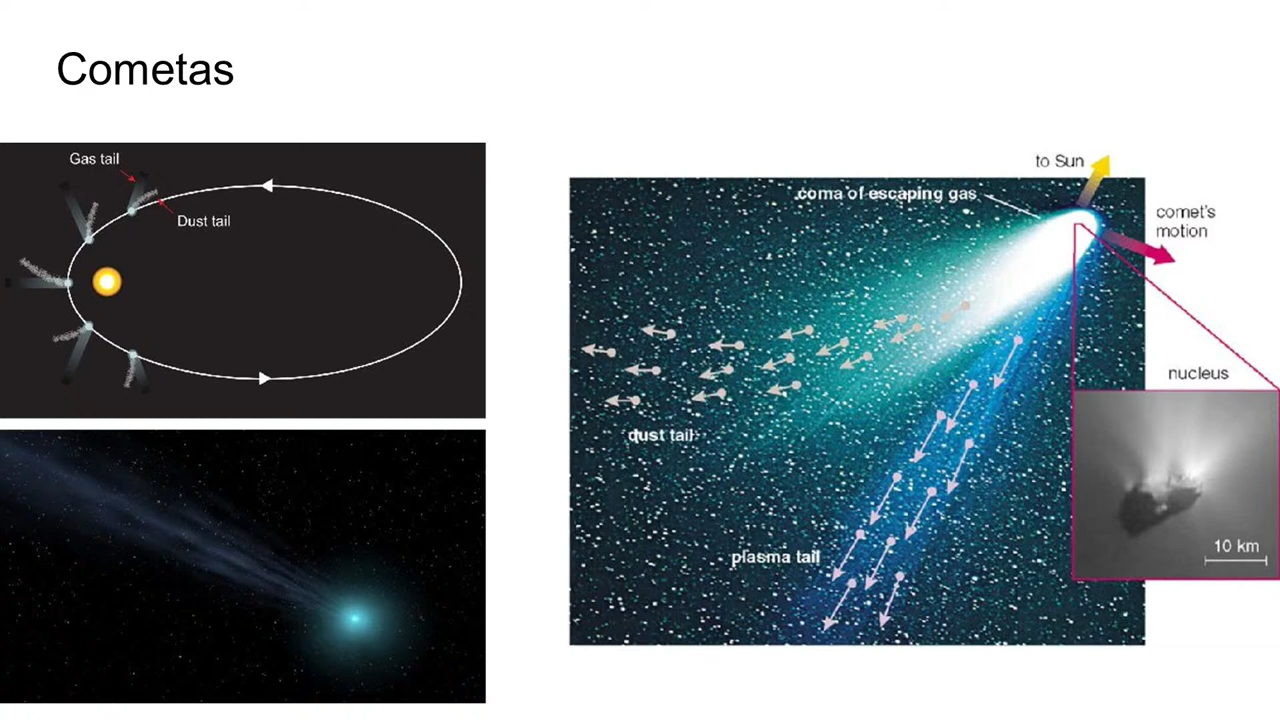 Cometas
Gas tail
Dust tail
to Sun
coma of escaping gas
comet's
motion
nucleus
dust tail
plasma tail
10 km